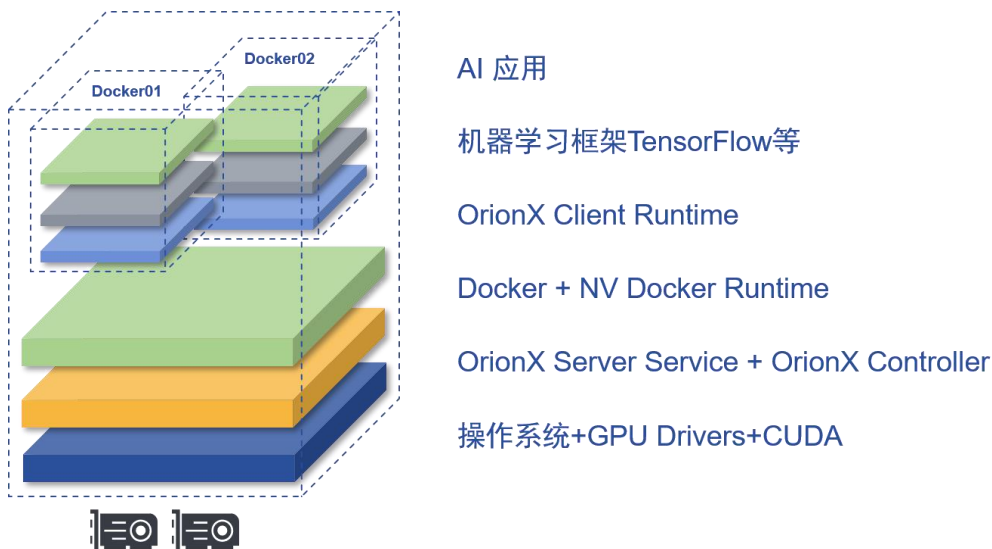 Docker02
Docker01
AI 应用
机器学习框架TensorFlow等
OrionX Client Runtime
Docker + NV Docker Runtime
OrionX Server Service + OrionX Controller
操作系统+GPU Drivers+CUDA